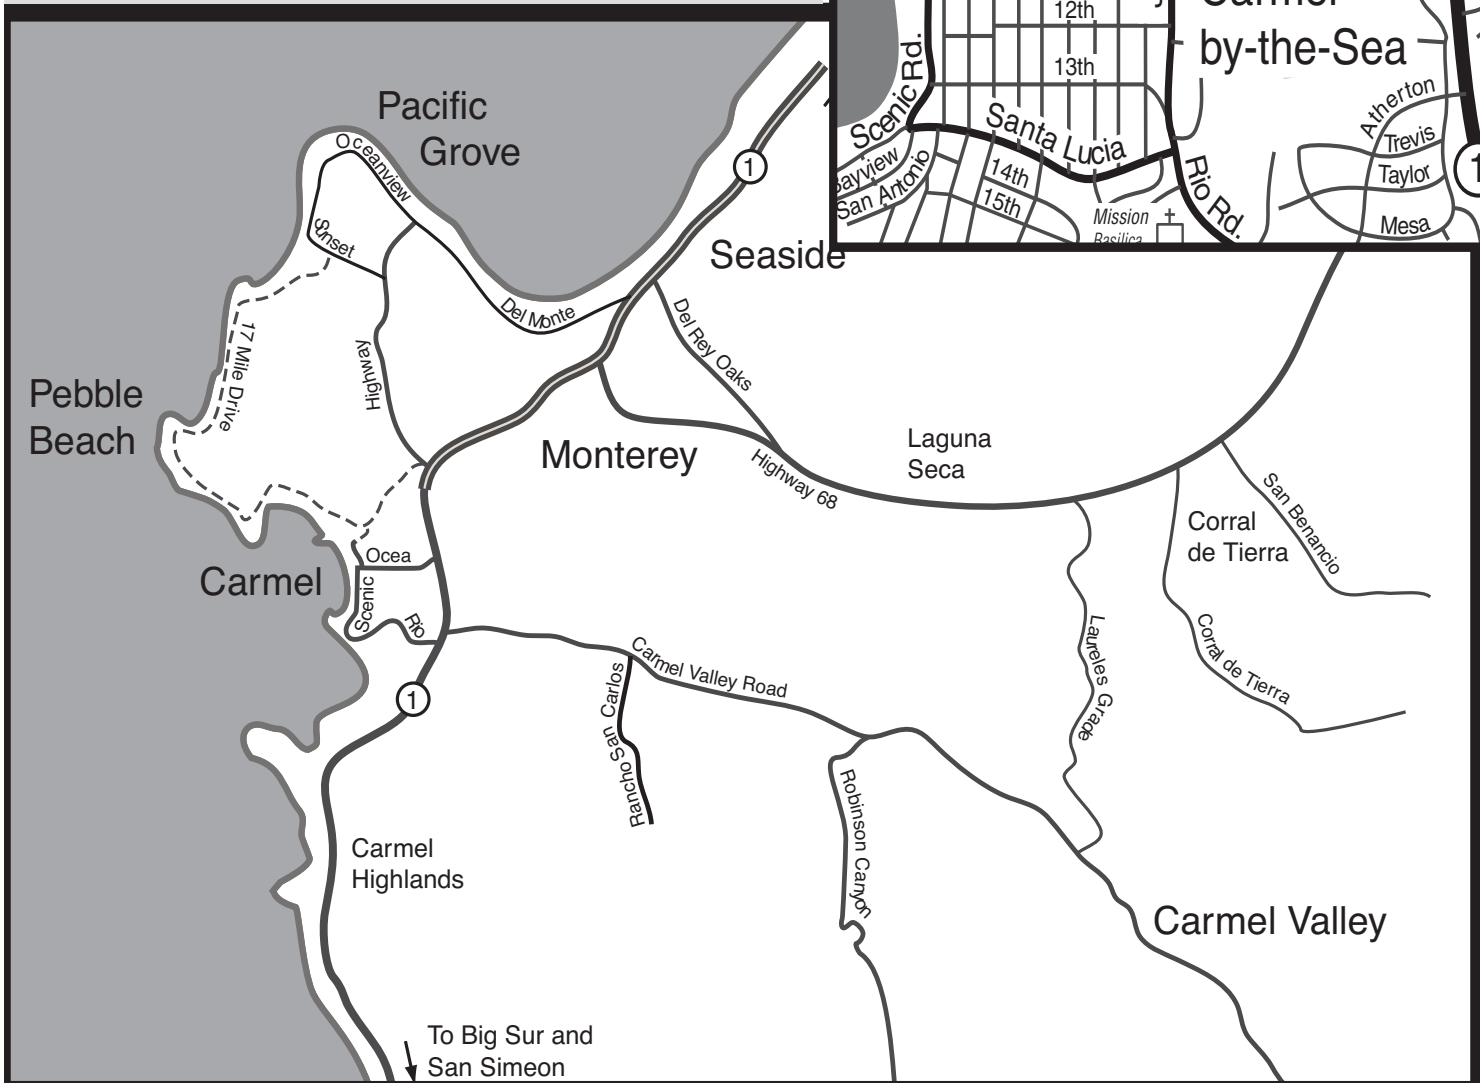 12th
by-the-Sea
13th
Scenic Rd.
Santa Lucia
Atherton
Trevis
Taylor
Mesa
Bayview
San Antonio
14th
15th
Mission
Basilica
Rio Rd.
1
Pacific
Grove
Oceanview
1
Sunset
Seaside
Del Monte
Del Rey Oaks
17 Mile Drive
Highway
Pebble
Beach
Monterey
Highway 68
Laguna
Seca
San Benancio
Corral
de Tierra
Ocea
Carmel
Scenic
Rio
Carmel Valley Road
Rancho San Carlos
Laureles Grade
Corral de Tierra
1
Robinson Canyon
Carmel
Highlands
Carmel Valley
To Big Sur and
San Simeon